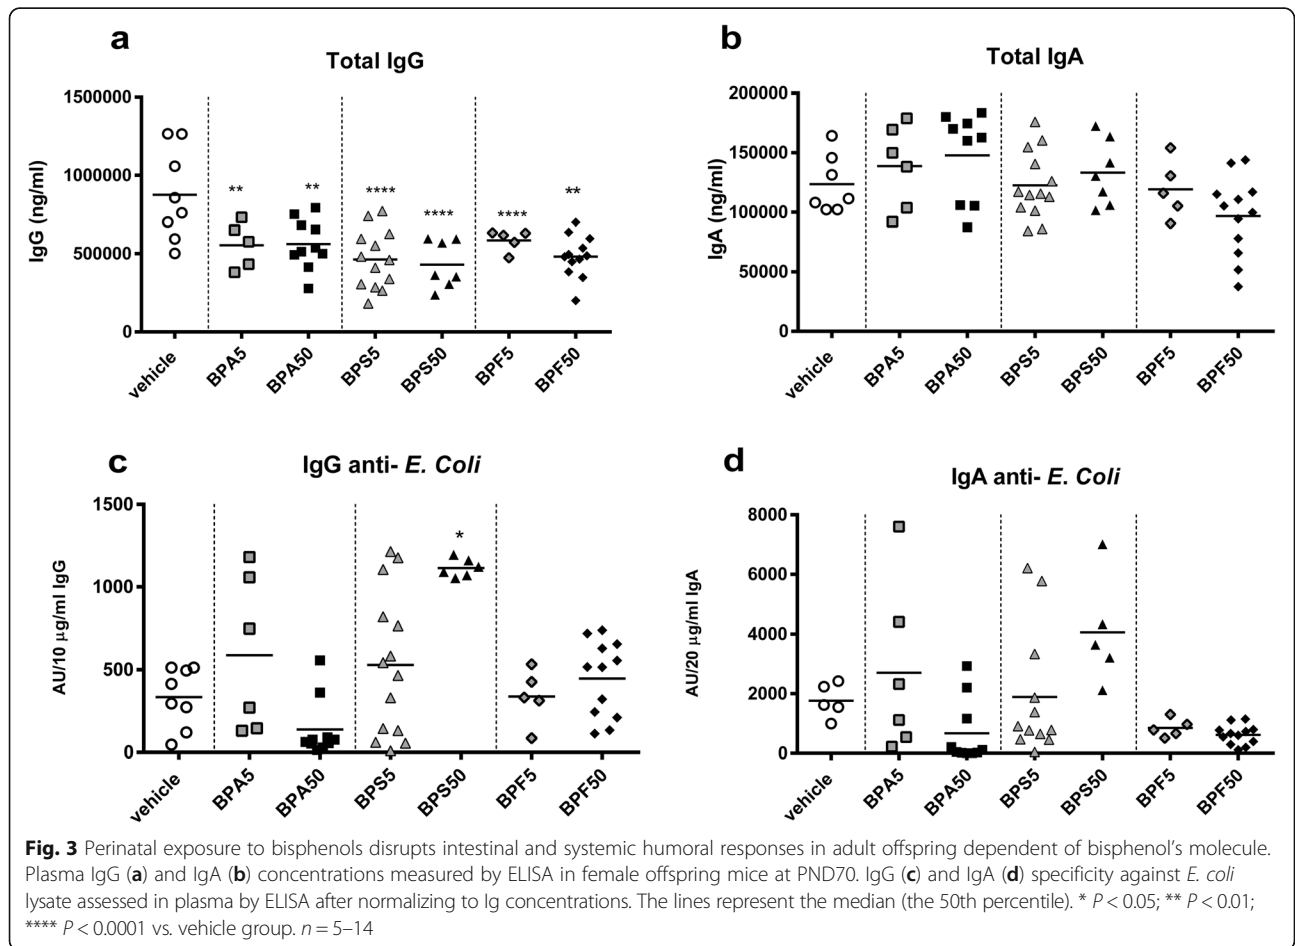 a
Total IgG
IgG (ng/ml)
1500000
1000000
500000
0
** ** **** **** **** **
vehicle BPA5 BPA50 BPS5 BPS50 BPF5 BPF50
b
Total IgA
IgA (ng/ml)
200000
150000
100000
50000
0
vehicle BPA5 BPA50 BPS5 BPS50 BPF5 BPF50
c
IgG anti- E. Coli
AU/10 µg/ml IgG
1500
1000
500
0
*
vehicle BPA5 BPA50 BPS5 BPS50 BPF5 BPF50
d
IgA anti- E. Coli
AU/20 µg/ml IgA
8000
6000
4000
2000
0
vehicle BPA5 BPA50 BPS5 BPS50 BPF5 BPF50
Fig. 3 Perinatal exposure to bisphenols disrupts intestinal and systemic humoral responses in adult offspring dependent of bisphenol's molecule.
Plasma IgG (a) and IgA (b) concentrations measured by ELISA in female offspring mice at PND70. IgG (c) and IgA (d) specificity against E. coli
lysate assessed in plasma by ELISA after normalizing to Ig concentrations. The lines represent the median (the 50th percentile). * P < 0.05; ** P < 0.01;
**** P < 0.0001 vs. vehicle group. n = 5–14